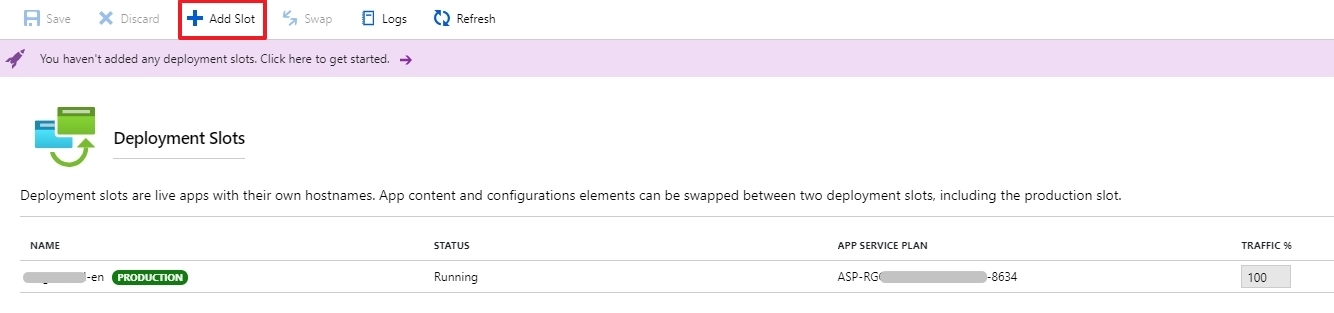 Save Discard Add Slot Swap Logs Refresh
You haven't added any deployment slots. Click here to get started.
Deployment Slots
Deployment slots are live apps with their own hostnames. App content and configurations elements can be swapped between two deployment slots, including the production slot.
NAME STATUS APP SERVICE PLAN TRAFFIC %
-en PRODUCTION Running ASP-RG -8634 100